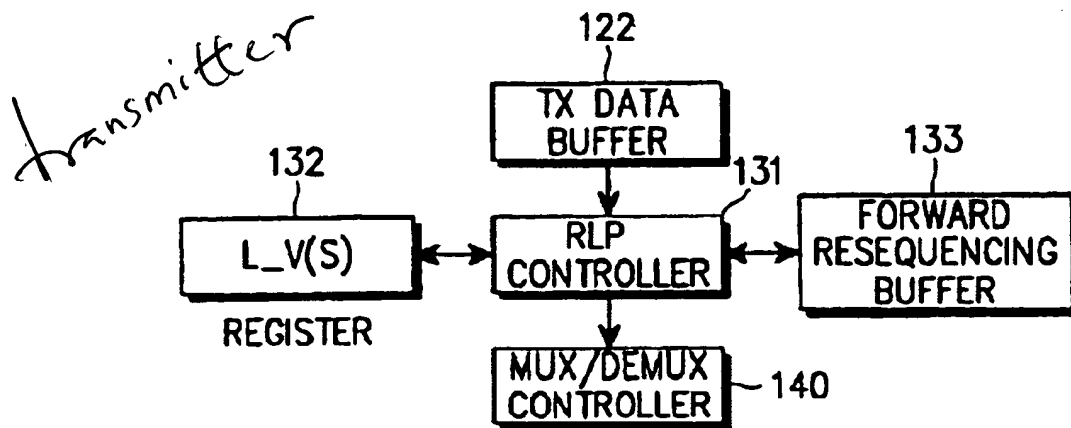 transmitter
122
TX DATA
BUFFER
132
L_V(S)
REGISTER
131
RLP
CONTROLLER
133
FORWARD
RESEQUENCING
BUFFER
MUX/DEMUX
CONTROLLER
140